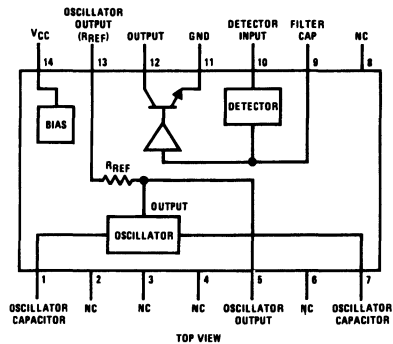 VCC
OSCILLATOR
OUTPUT
(RREF)
OUTPUT
GND
DETECTOR
INPUT
FILTER
CAP
NC
14
13
12
11
10
9
8
BIAS
DETECTOR
RREF
OUTPUT
OSCILLATOR
1
2
3
4
5
6
7
OSCILLATOR
CAPACITOR
NC
NC
NC
OSCILLATOR
OUTPUT
NC
OSCILLATOR
CAPACITOR
TOP VIEW